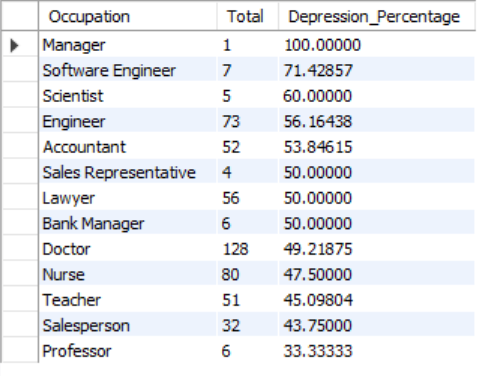 Occupation Total Depression_Percentage
Manager 1 100.00000
Software Engineer 7 71.42857
Scientist 5 60.00000
Engineer 73 56.16438
Accountant 52 53.84615
Sales Representative 4 50.00000
Lawyer 56 50.00000
Bank Manager 6 50.00000
Doctor 128 49.21875
Nurse 80 47.50000
Teacher 51 45.09804
Salesperson 32 43.75000
Professor 6 33.33333